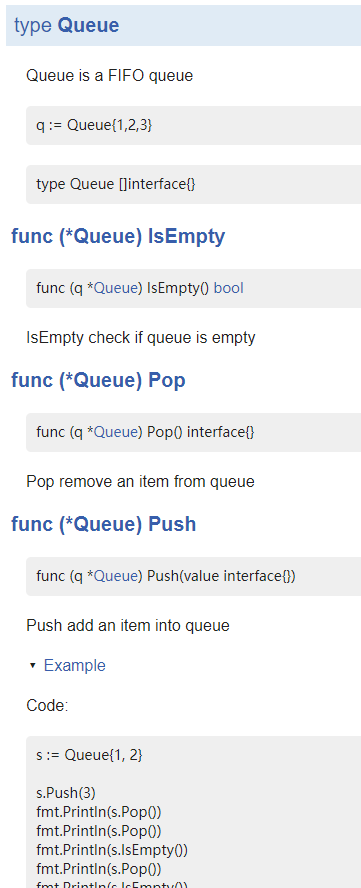 type Queue
Queue is a FIFO queue
q := Queue{1,2,3}
type Queue []interface{}
func (*Queue) IsEmpty
func (q *Queue) IsEmpty() bool
IsEmpty check if queue is empty
func (*Queue) Pop
func (q *Queue) Pop() interface{}
Pop remove an item from queue
func (*Queue) Push
func (q *Queue) Push(value interface{})
Push add an item into queue
▾ Example
Code:
s := Queue{1, 2}
s.Push(3)
fmt.Println(s.Pop())
fmt.Println(s.Pop())
fmt.Println(s.IsEmpty())
fmt.Println(s.Pop())
fmt.Println(s.IsEmpty())